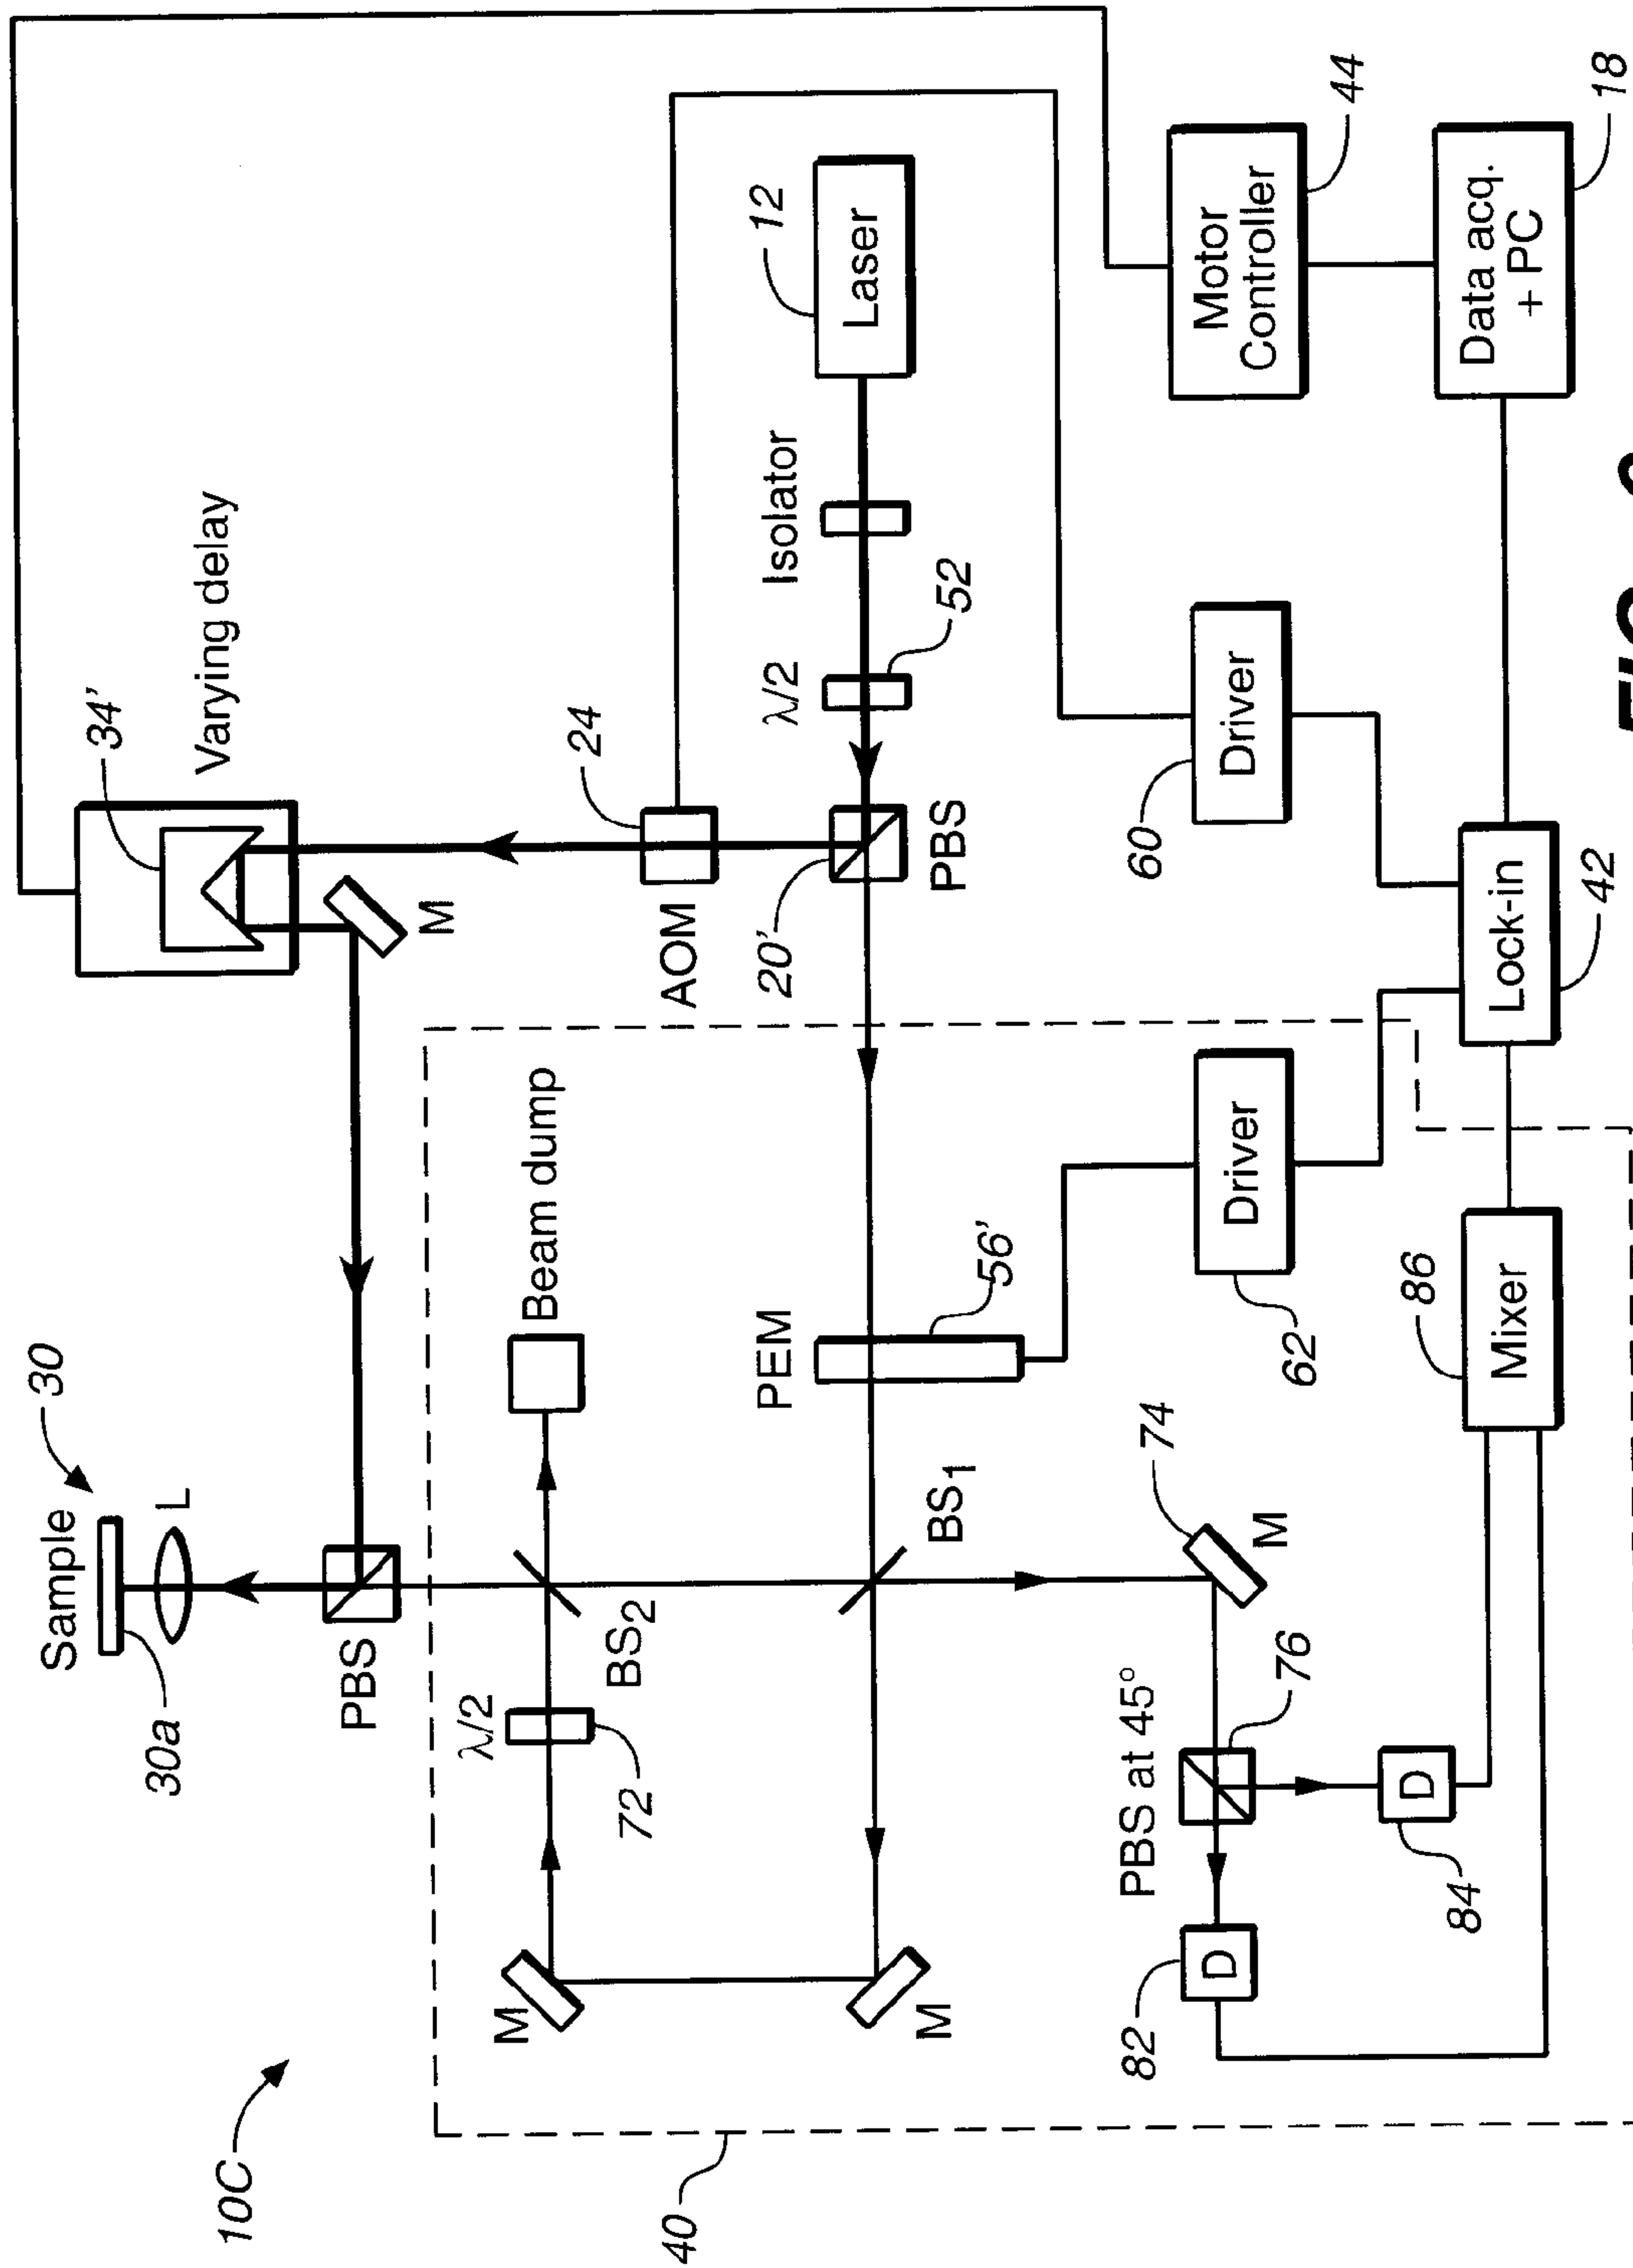 10C
40
Sample
30
30a
L
PBS
Varying delay
34'
M
Beam dump
λ/2
72
BS2
M
M
AOM
24
20'
PBS
λ/2
52
Isolator
12
Laser
PEM
56'
BS1
74
M
PBS at 45°
76
82
D
84
D
Driver
62
Driver
60
Motor
Controller
44
86
Mixer
Lock-in
42
Data acq.
+ PC
18